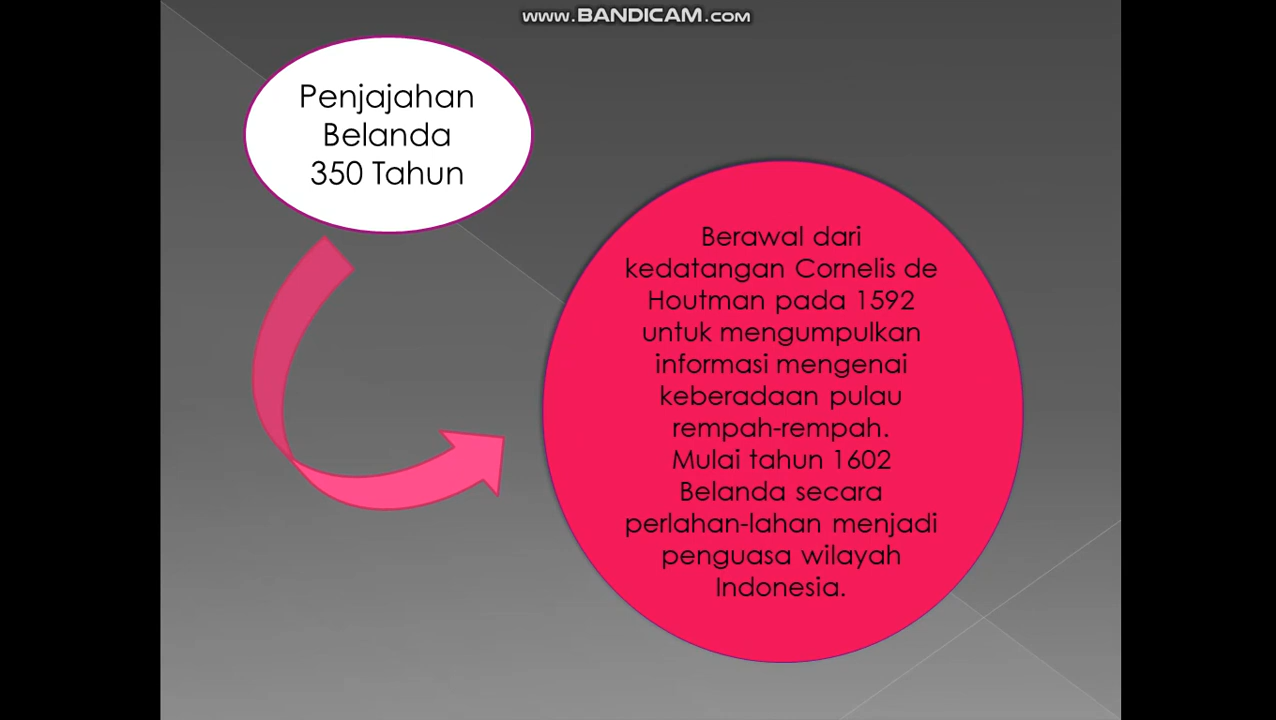 www.BANDICAM.com
Penjajahan
Belanda
350 Tahun
Berawal dari
kedatangan Cornelis de
Houtman pada 1592
untuk mengumpulkan
informasi mengenai
keberadaan pulau
rempah-rempah.
Mulai tahun 1602
Belanda secara
perlahan-lahan menjadi
penguasa wilayah
Indonesia.